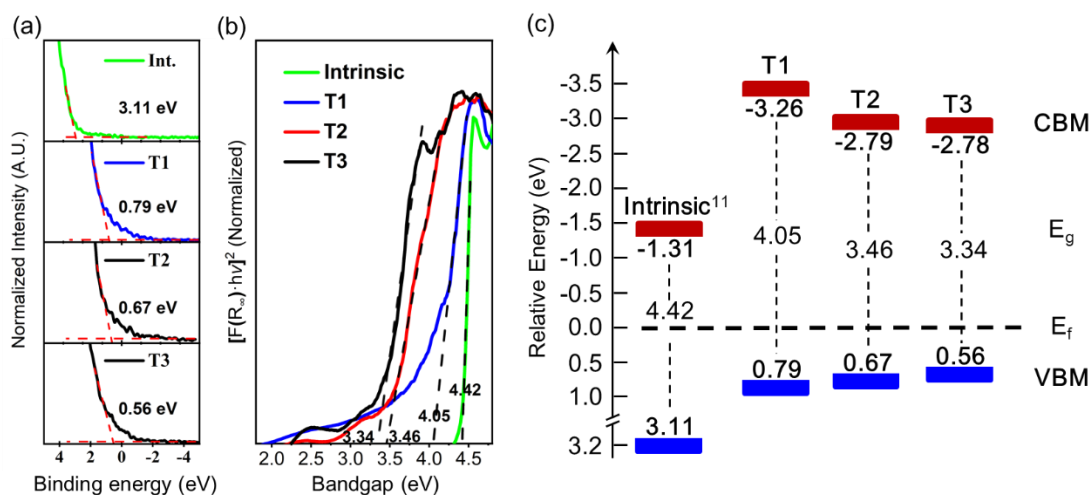 (a)
Normalized Intensity (A.U.)
Int.
3.11 eV
T1
0.79 eV
T2
0.67 eV
T3
0.56 eV
4 2 0 -2 -4
Binding energy (eV)
(b)
[F(R∞)·hν]² (Normalized)
Intrinsic
T1
T2
T3
3.34
3.46
4.05
4.42
2.0 2.5 3.0 3.5 4.0 4.5
Bandgap (eV)
(c)
Relative Energy (eV)
-3.5
-3.0
-2.5
-2.0
-1.5
-1.0
-0.5
0.0
0.5
1.0
3.2
Intrinsic¹¹
-1.31
4.42
3.11
T1
-3.26
4.05
0.79
T2
-2.79
3.46
0.67
T3
-2.78
3.34
0.56
CBM
Eg
Ef
VBM